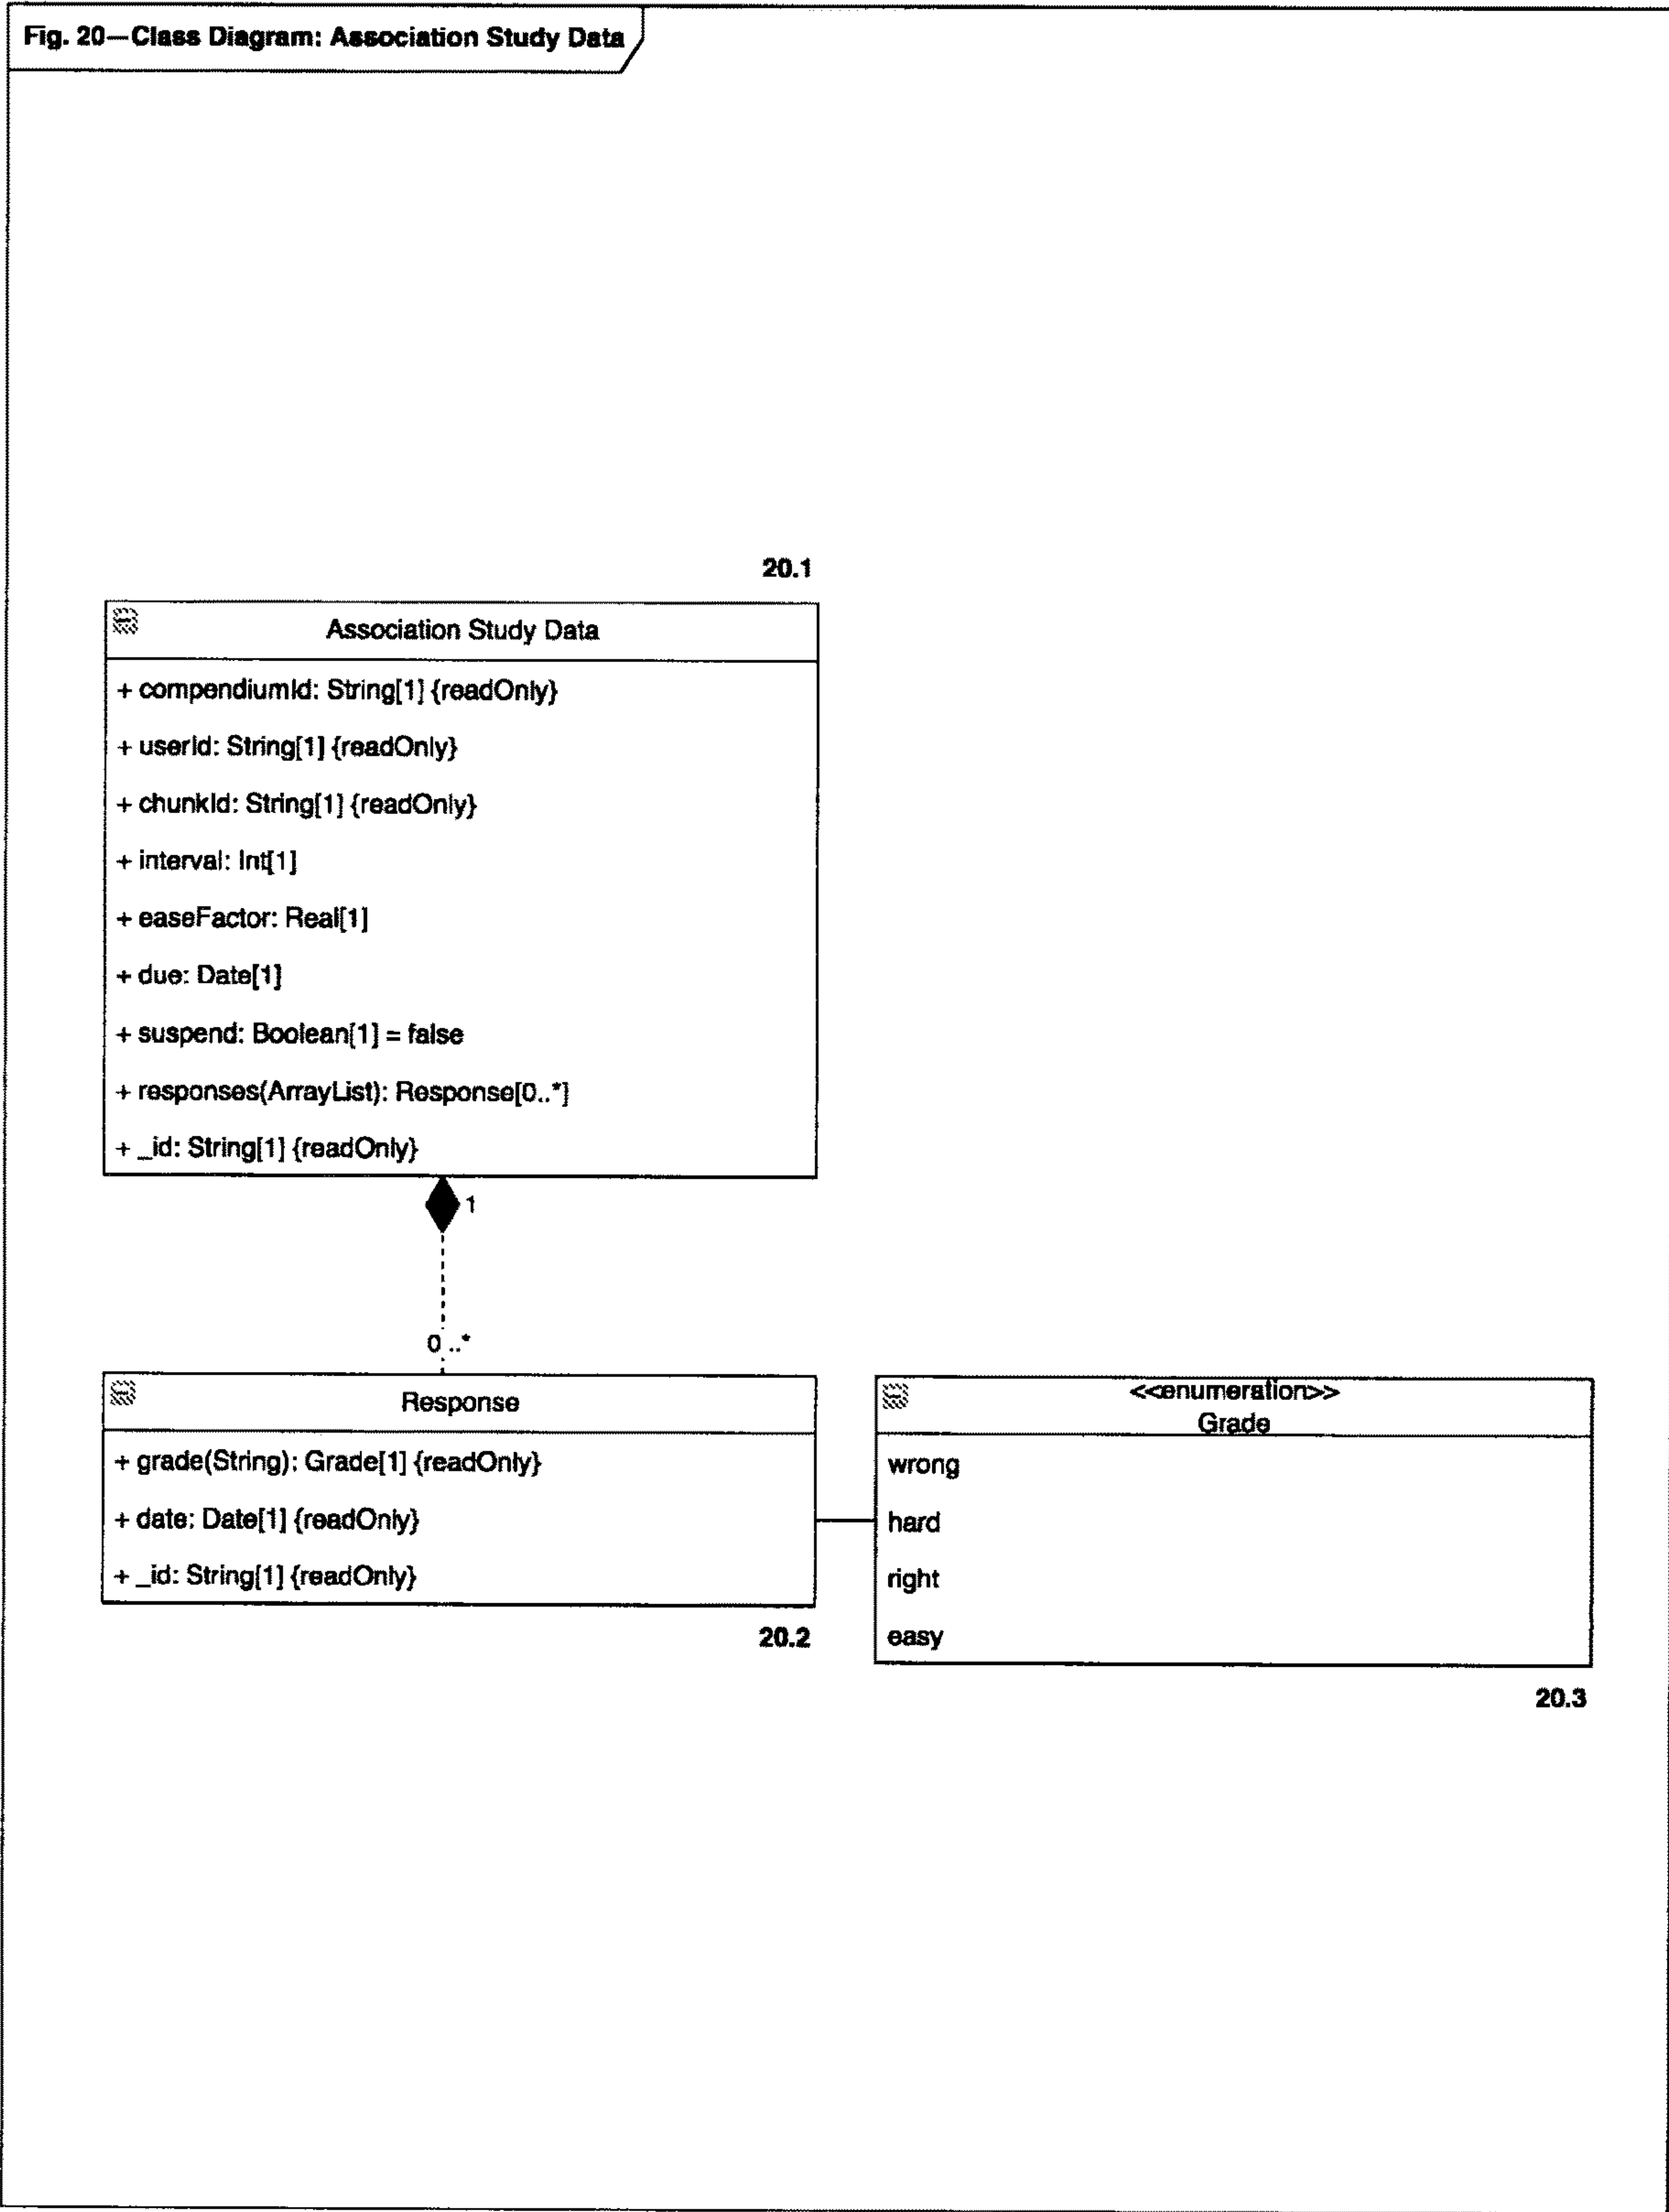 Fig. 20—Class Diagram: Association Study Data
20.1
Association Study Data
+ compendiumId: String[1] {readOnly}
+ userId: String[1] {readOnly}
+ chunkId: String[1] {readOnly}
+ interval: Int[1]
+ easeFactor: Real[1]
+ due: Date[1]
+ suspend: Boolean[1] = false
+ responses(ArrayList): Response[0..*]
+ _id: String[1] {readOnly}
1
0..*
Response
+ grade(String): Grade[1] {readOnly}
+ date: Date[1] {readOnly}
+ _id: String[1] {readOnly}
20.2
<<enumeration>>
Grade
wrong
hard
right
easy
20.3